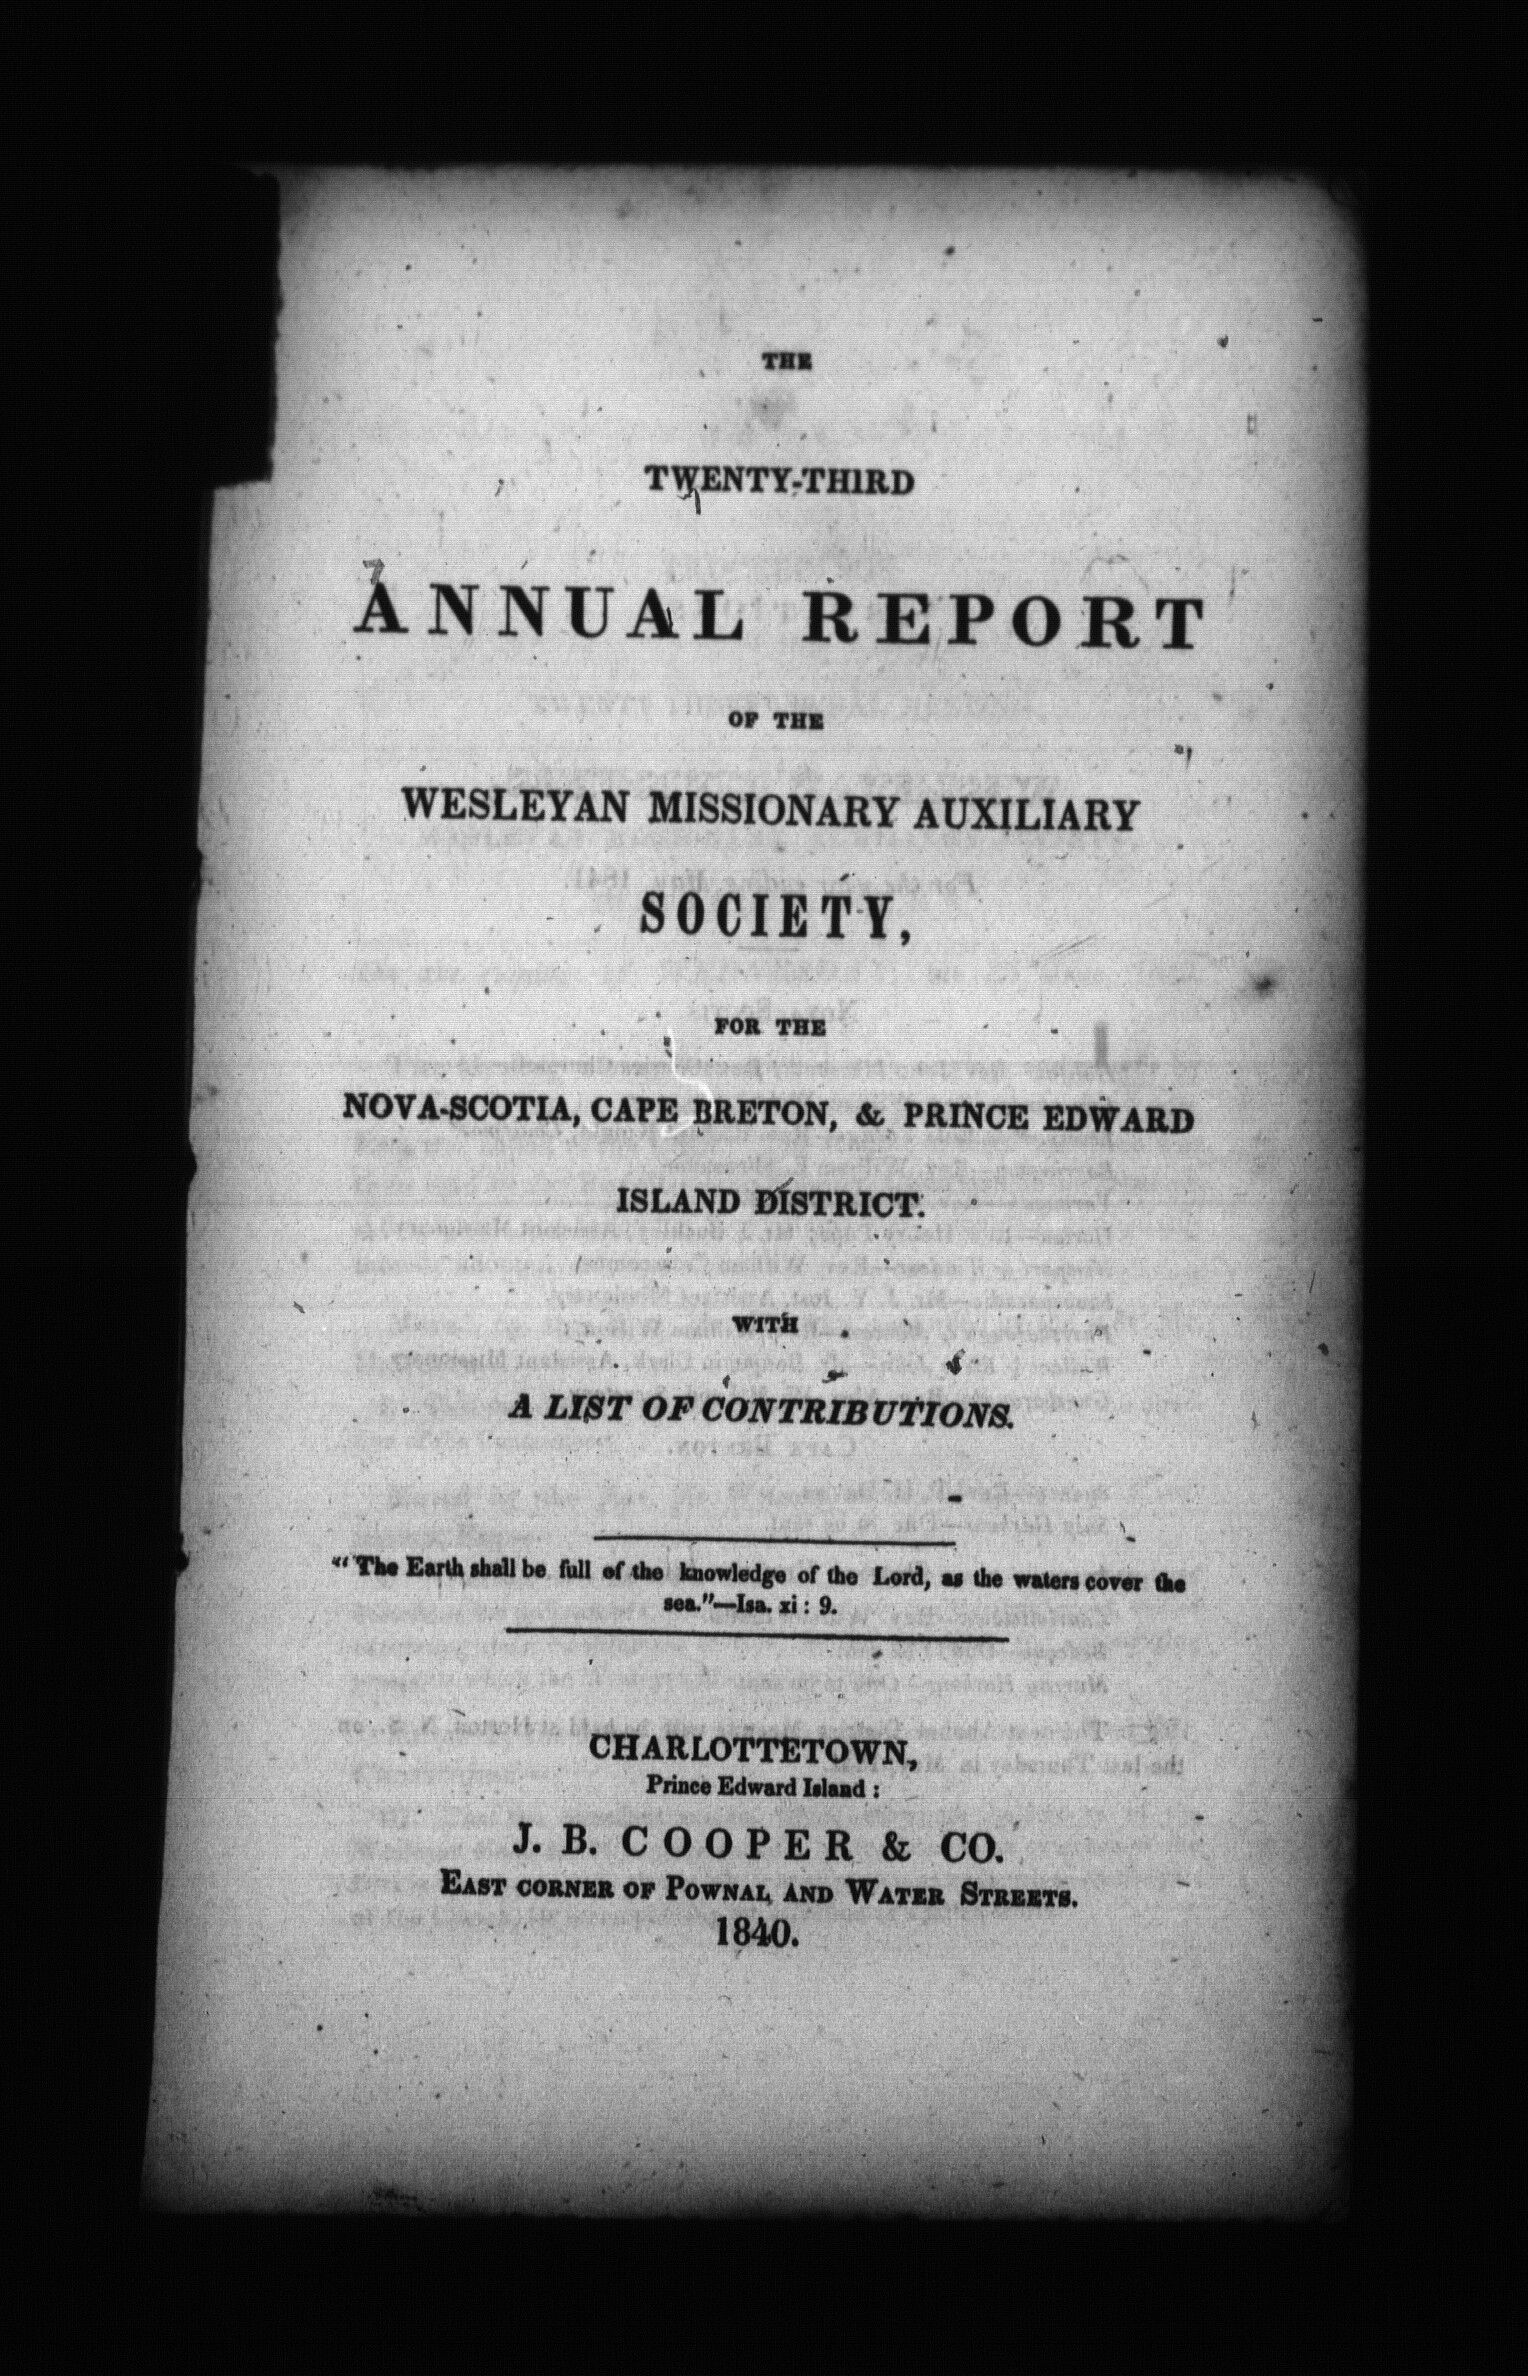 THE
TWENTY-THIRD
ANNUAL REPORT
OF THE
WESLEYAN MISSIONARY AUXILIARY
SOCIETY,
FOR THE
NOVA-SCOTIA, CAPE BRETON, & PRINCE EDWARD
ISLAND DISTRICT.
WITH
A LIST OF CONTRIBUTIONS.
"The Earth shall be full of the knowledge of the Lord, as the waters cover the
sea."—Isa. xi : 9.
CHARLOTTETOWN,
Prince Edward Island :
J. B. COOPER & CO.
EAST CORNER OF POWNAL AND WATER STREETS.
1840.